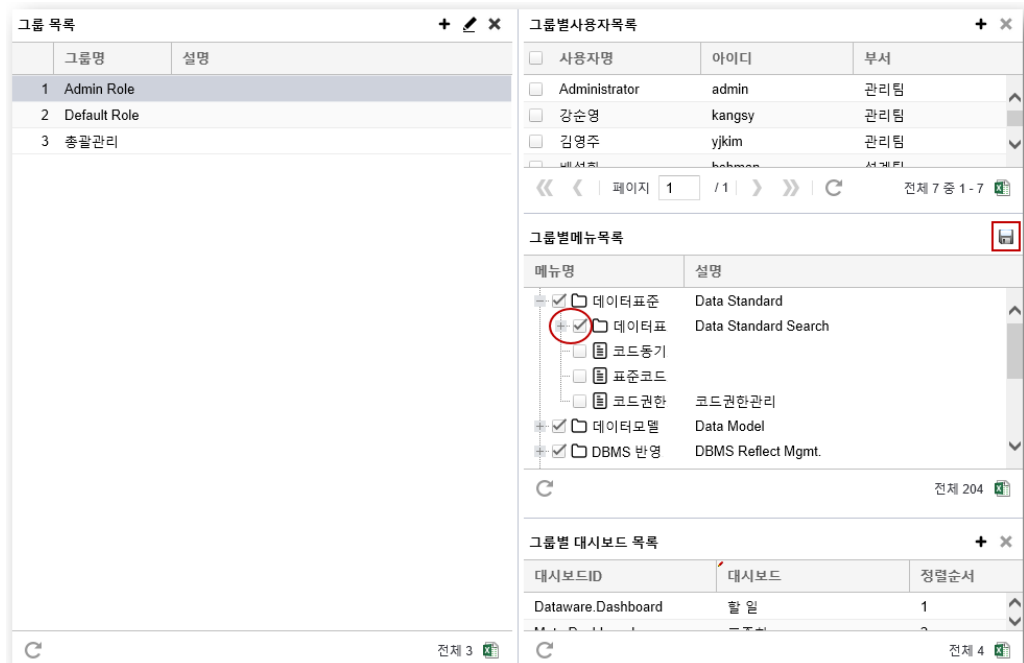 그룹 목록
그룹명 설명
1 Admin Role
2 Default Role
3 총괄관리
전체 3
그룹별사용자목록
사용자명 아이디 부서
Administrator admin 관리팀
강순영 kangsy 관리팀
김영주 yjkim 관리팀
페이지 1 / 1 전체 7 중 1 - 7
그룹별메뉴목록
메뉴명 설명
데이터표준 Data Standard
데이터표 Data Standard Search
코드동기
표준코드
코드권한 코드권한관리
데이터모델 Data Model
DBMS 반영 DBMS Reflect Mgmt.
전체 204
그룹별 대시보드 목록
대시보드ID 대시보드 정렬순서
Dataware.Dashboard 할 일 1
전체 4